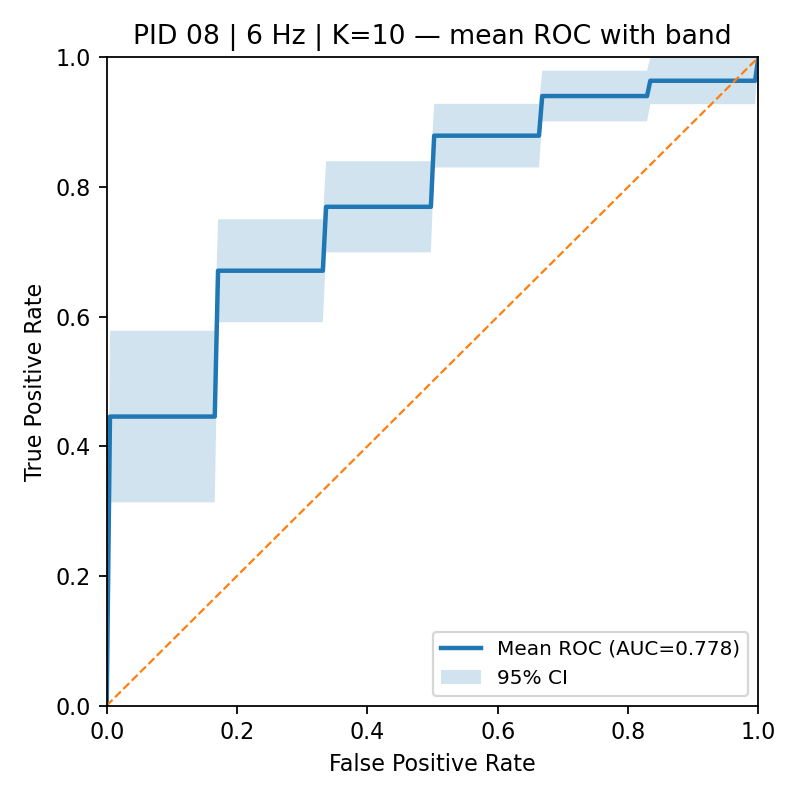 PID 08 | 6 Hz | K=10 — mean ROC with band
True Positive Rate
1.0
0.8
0.6
0.4
0.2
0.0
Mean ROC (AUC=0.778)
95% CI
0.0 0.2 0.4 0.6 0.8 1.0
False Positive Rate